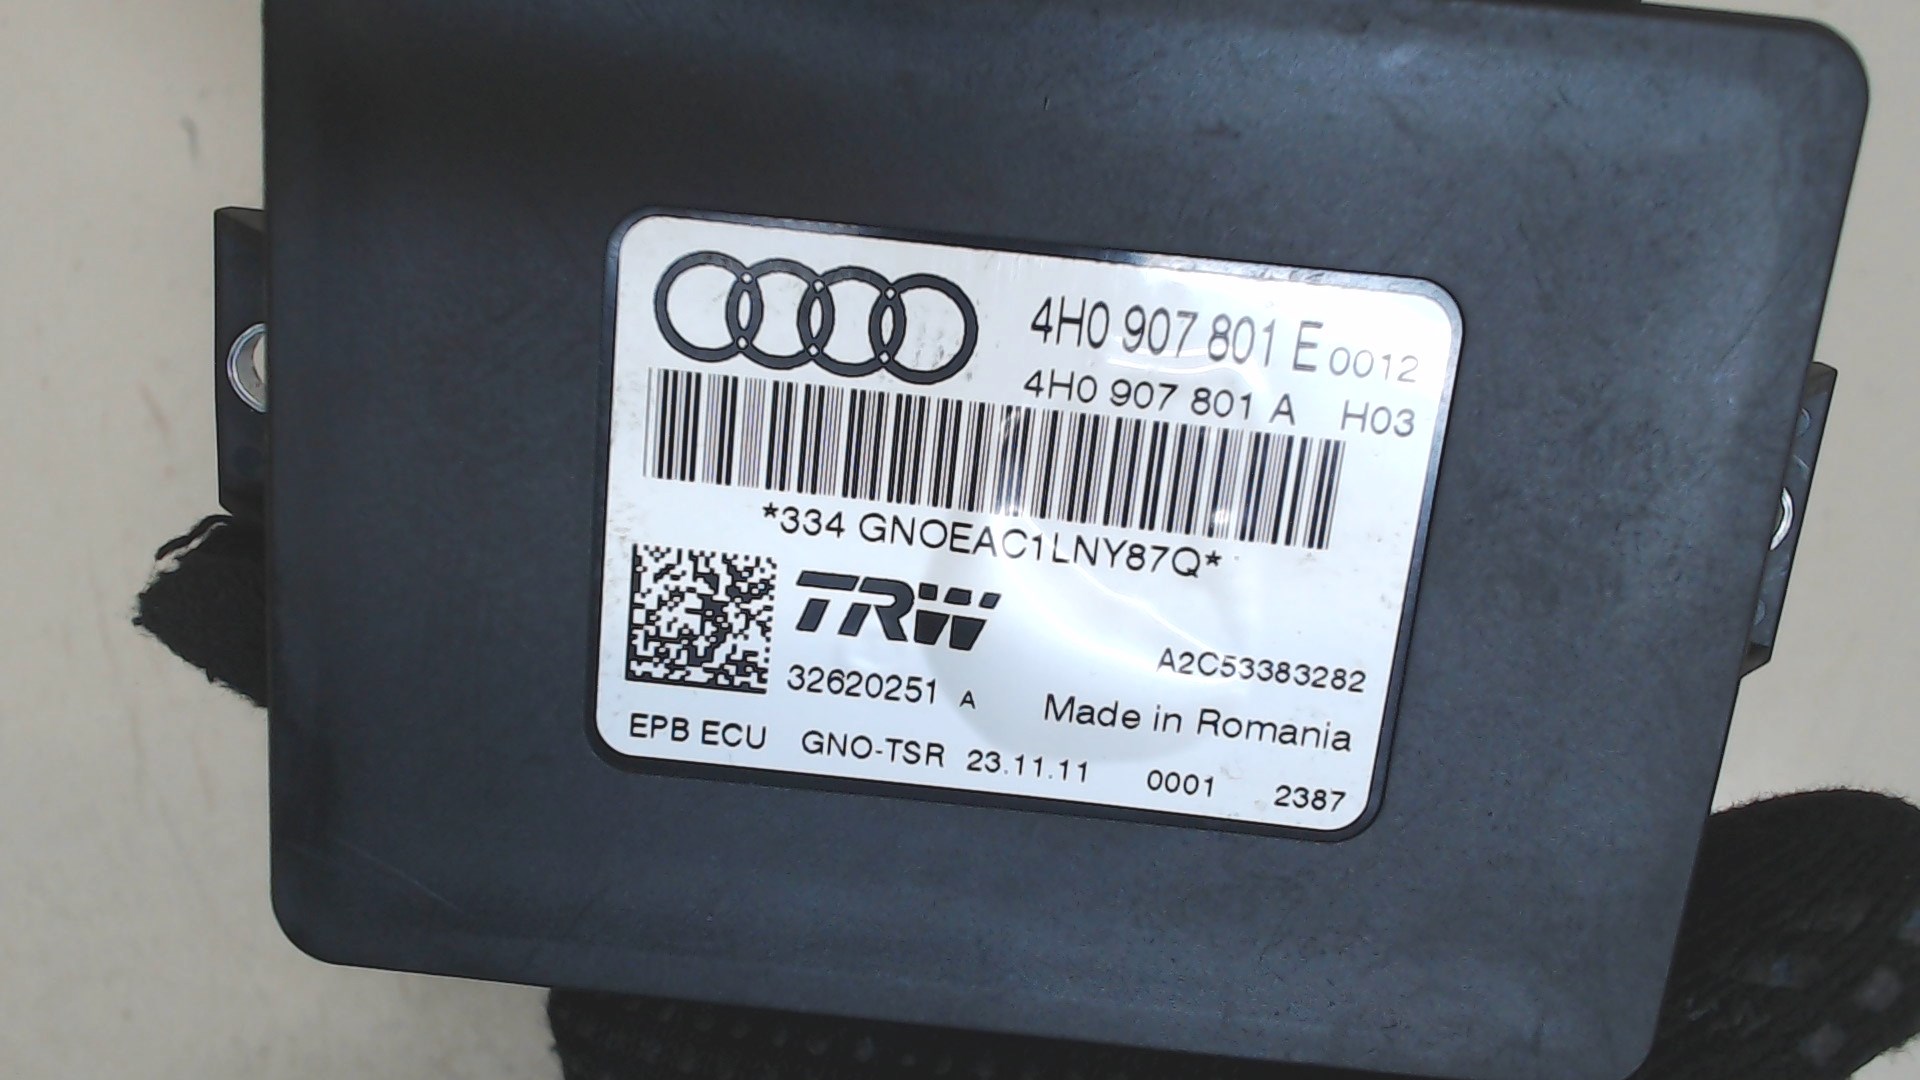 4H0 907 801 E 0012
4H0 907 801 A H03
*334 GNOEAC1LNY87Q*
TRW
A2C53383282
32620251 A
Made in Romania
EPB ECU GNO-TSR 23.11.11 0001 2387